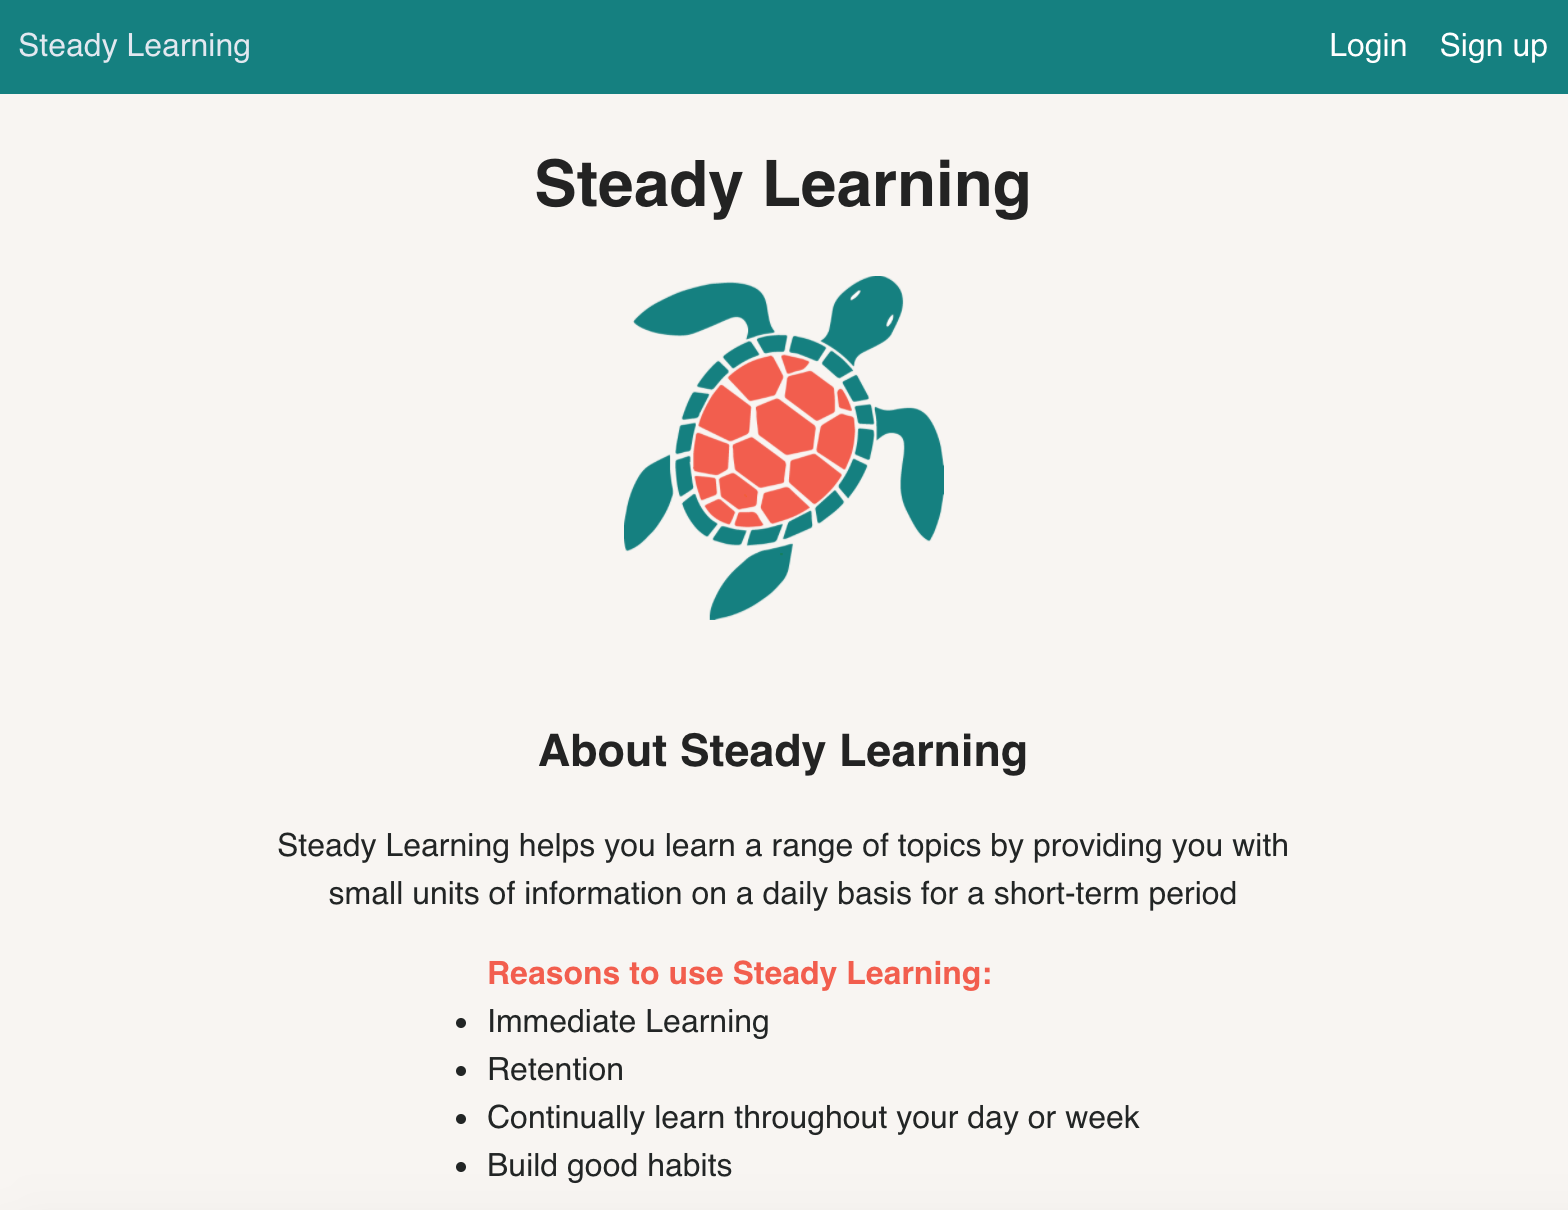 Steady Learning
Login
Sign up
Steady Learning
About Steady Learning
Steady Learning helps you learn a range of topics by providing you with
small units of information on a daily basis for a short-term period
Reasons to use Steady Learning:
Immediate Learning
Retention
Continually learn throughout your day or week
Build good habits